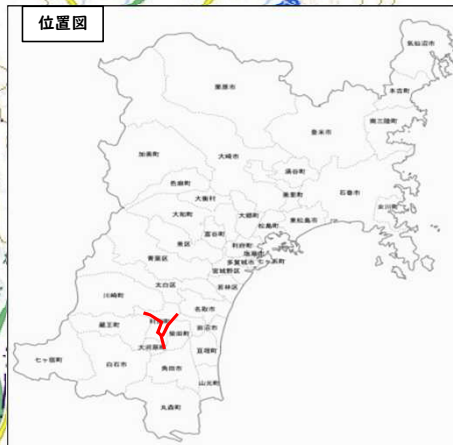 位置図
気仙沼市
本吉町
栗原市
南三陸町
登米市
加美町
大崎市
涌谷町
色麻町
美里町
石巻市
女川町
大衡村
大和町
大郷町
松島町
東松島市
富谷町
利府町
泉区
塩竈市
多賀城市
七ヶ浜町
青葉区
宮城野区
太白区
若林区
川崎町
名取市
蔵王町
柴田町
岩沼市
大河原町
亘理町
七ヶ宿町
白石市
角田市
山元町
丸森町